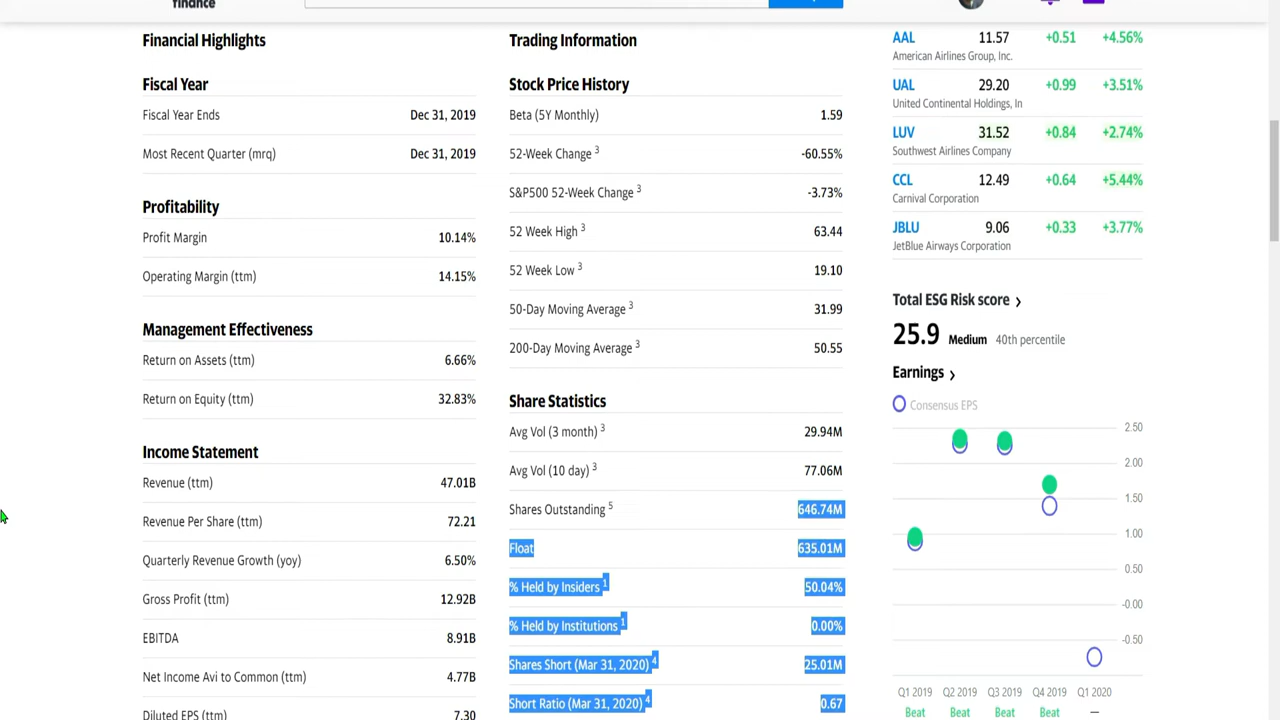 finance
Financial Highlights
Fiscal Year
Fiscal Year Ends Dec 31, 2019
Most Recent Quarter (mrq) Dec 31, 2019
Profitability
Profit Margin 10.14%
Operating Margin (ttm) 14.15%
Management Effectiveness
Return on Assets (ttm) 6.66%
Return on Equity (ttm) 32.83%
Income Statement
Revenue (ttm) 47.01B
Revenue Per Share (ttm) 72.21
Quarterly Revenue Growth (yoy) 6.50%
Gross Profit (ttm) 12.92B
EBITDA 8.91B
Net Income Avi to Common (ttm) 4.77B
Diluted EPS (ttm) 7.30
Trading Information
Stock Price History
Beta (5Y Monthly) 1.59
52-Week Change 3 -60.55%
S&P500 52-Week Change 3 -3.73%
52 Week High 3 63.44
52 Week Low 3 19.10
50-Day Moving Average 3 31.99
200-Day Moving Average 3 50.55
Share Statistics
Avg Vol (3 month) 3 29.94M
Avg Vol (10 day) 3 77.06M
Shares Outstanding 5 646.74M
Float 635.01M
% Held by Insiders 1 50.04%
% Held by Institutions 1 0.00%
Shares Short (Mar 31, 2020) 4 25.01M
Short Ratio (Mar 31, 2020) 4 0.67
AAL 11.57 +0.51 +4.56%
American Airlines Group, Inc.
UAL 29.20 +0.99 +3.51%
United Continental Holdings, In
LUV 31.52 +0.84 +2.74%
Southwest Airlines Company
CCL 12.49 +0.64 +5.44%
Carnival Corporation
JBLU 9.06 +0.33 +3.77%
JetBlue Airways Corporation
Total ESG Risk score
25.9 Medium 40th percentile
Earnings
Consensus EPS
2.50
2.00
1.50
1.00
0.50
-0.00
-0.50
Q1 2019 Q2 2019 Q3 2019 Q4 2019 Q1 2020
Beat Beat Beat Beat —